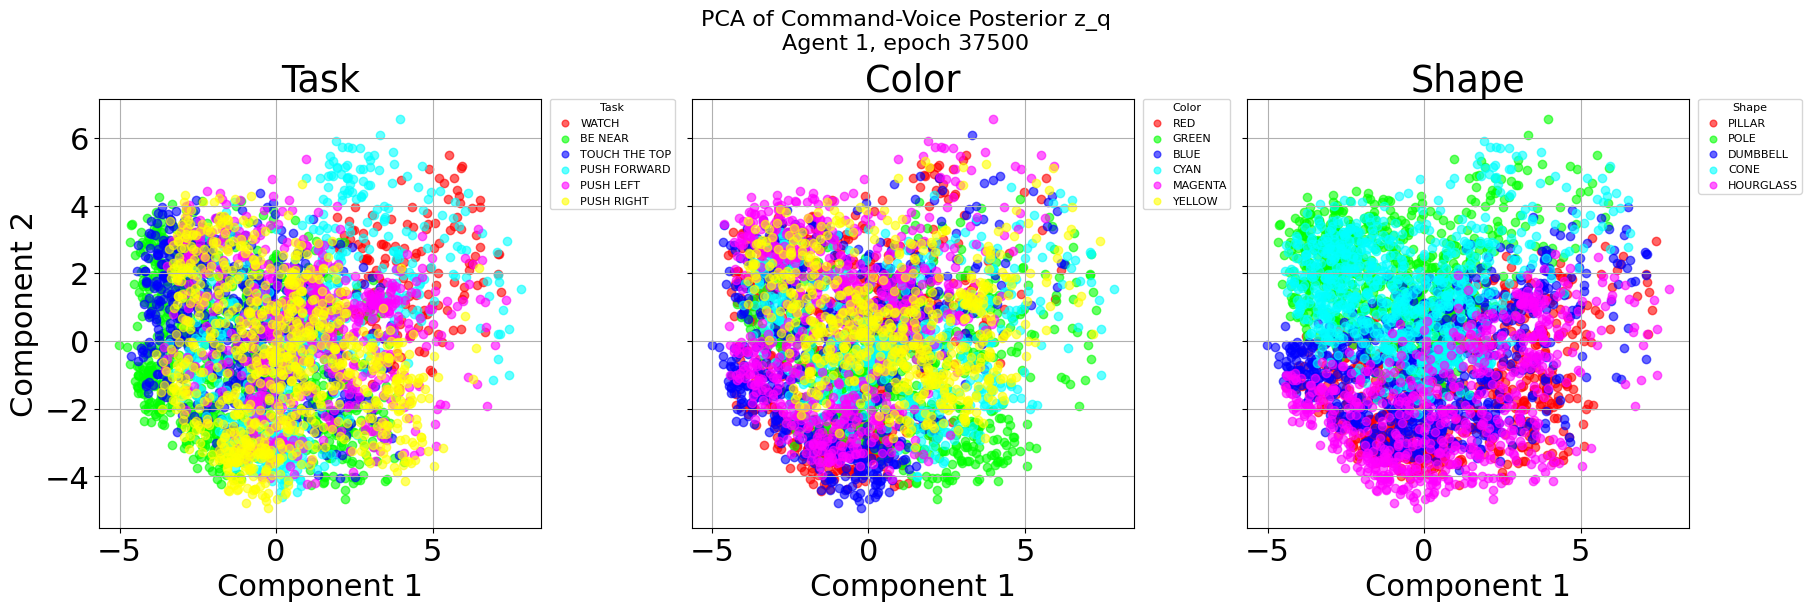 PCA of Command-Voice Posterior z_q
Agent 1, epoch 37500
Task
Component 2
6
4
2
0
−2
−4
−5 0 5
Component 1
Task
WATCH
BE NEAR
TOUCH THE TOP
PUSH FORWARD
PUSH LEFT
PUSH RIGHT
Color
−5 0 5
Component 1
Color
RED
GREEN
BLUE
CYAN
MAGENTA
YELLOW
Shape
−5 0 5
Component 1
Shape
PILLAR
POLE
DUMBBELL
CONE
HOURGLASS